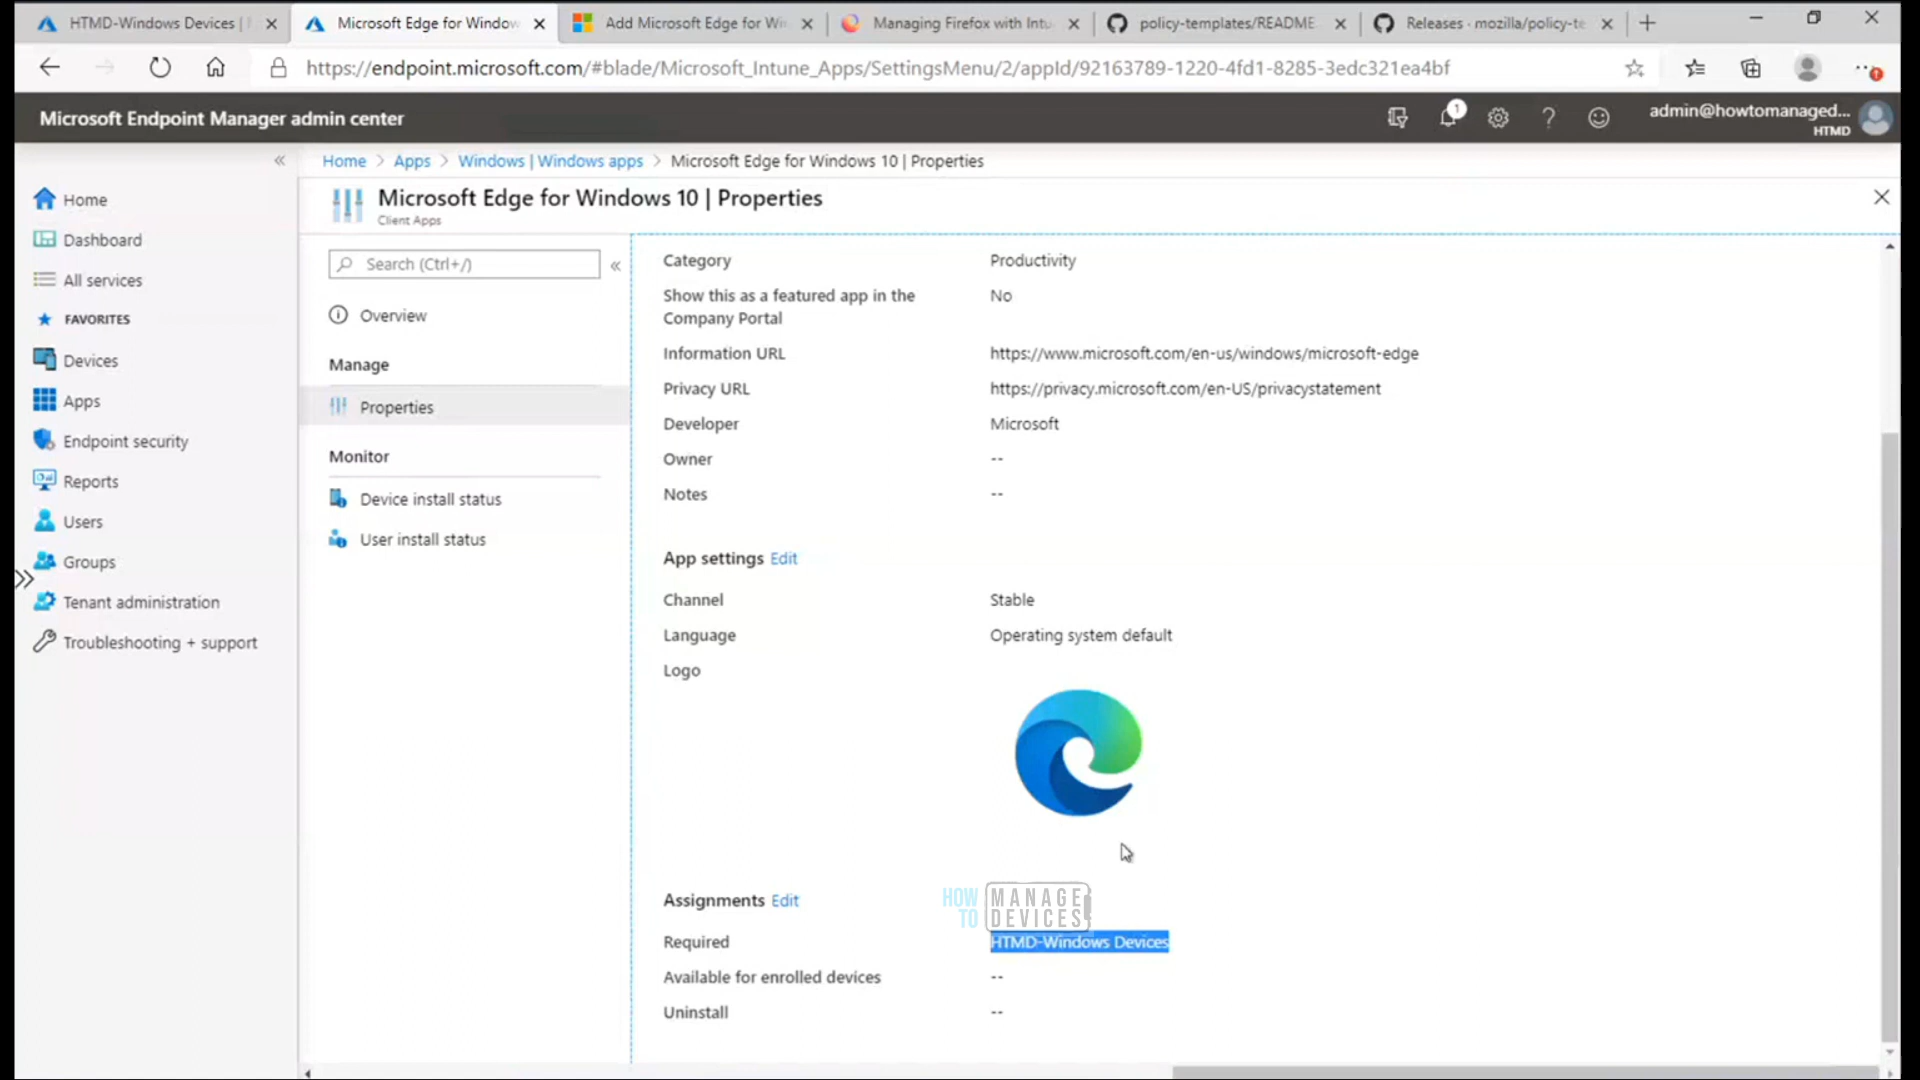 HTMD-Windows Devices |
Microsoft Edge for Window
Add Microsoft Edge for Wi
Managing Firefox with Intu
policy-templates/README
Releases · mozilla/policy-te
https://endpoint.microsoft.com/#blade/Microsoft_Intune_Apps/SettingsMenu/2/appId/92163789-1220-4fd1-8285-3edc321ea4bf
Microsoft Endpoint Manager admin center
1
admin@howtomanaged...
HTMD
Home > Apps > Windows | Windows apps > Microsoft Edge for Windows 10 | Properties
Microsoft Edge for Windows 10 | Properties
Client Apps
Home
Dashboard
All services
FAVORITES
Devices
Apps
Endpoint security
Reports
Users
Groups
Tenant administration
Troubleshooting + support
Search (Ctrl+/)
Overview
Manage
Properties
Monitor
Device install status
User install status
Category Productivity
Show this as a featured app in the No
Company Portal
Information URL https://www.microsoft.com/en-us/windows/microsoft-edge
Privacy URL https://privacy.microsoft.com/en-US/privacystatement
Developer Microsoft
Owner --
Notes --
App settings Edit
Channel Stable
Language Operating system default
Logo
Assignments Edit
HOW TO MANAGE DEVICES
Required HTMD-Windows Devices
Available for enrolled devices --
Uninstall --